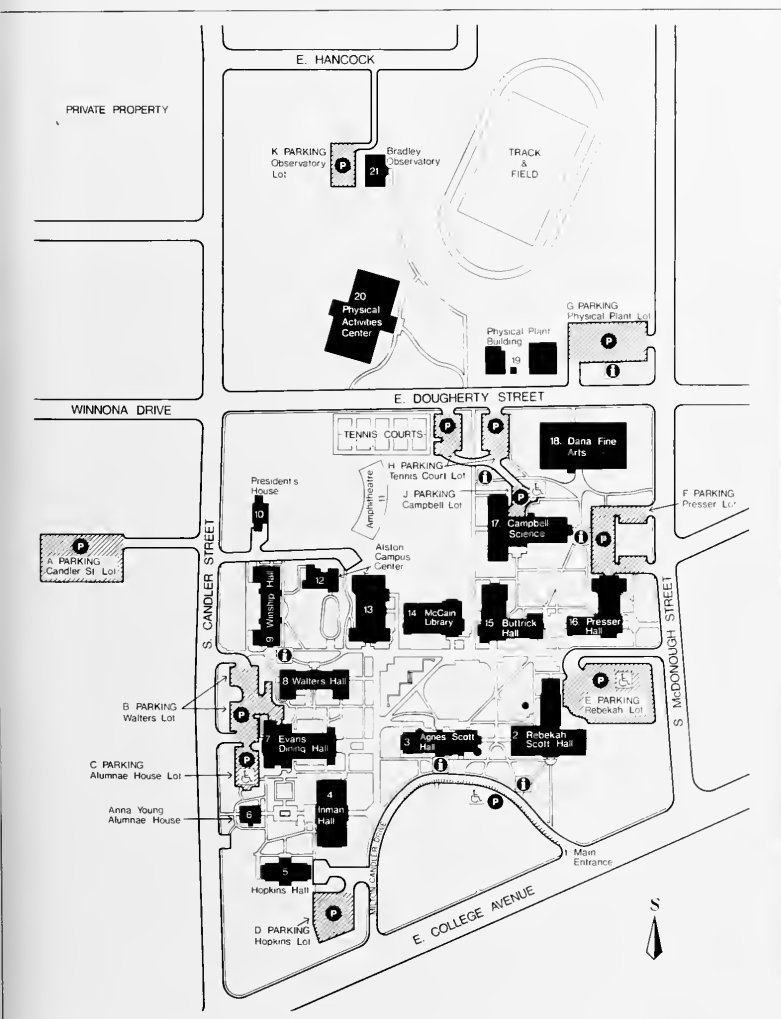 E. HANCOCK
PRIVATE PROPERTY
K PARKING
Observatory
Lot
P
Bradley
Observatory
21
TRACK
&
FIELD
20
Physical
Activities
Center
G PARKING
Physical Plant Lot
P
Physical Plant
Building
19
i
E. DOUGHERTY STREET
WINNONA DRIVE
TENNIS COURTS
P
P
18. Dana Fine
Arts
H PARKING
Tennis Court Lot
i
J PARKING
Campbell Lot
P
Amphitheatre
11
President's
House
10
17. Campbell
Science
i
F PARKING
Presser Lot
P
P
A PARKING
Candler St. Lot
S. CANDLER STREET
Alston
Campus
Center
12
13
9 Winship Hall
14 McCain
Library
15 Buttrick
Hall
16 Presser
Hall
S. McDONOUGH STREET
i
8 Walters Hall
P
E PARKING
Rebekah Lot
B PARKING
Walters Lot
P
7 Evans
Dining Hall
3 Agnes Scott
Hall
2 Rebekah
Scott Hall
C PARKING
Alumnae House Lot
P
i
i
Anna Young
Alumnae House
6
4
Inman
Hall
P
MILTON CANDLER DRIVE
1 Main
Entrance
5
Hopkins Hall
P
D PARKING
Hopkins Lot
E. COLLEGE AVENUE
S